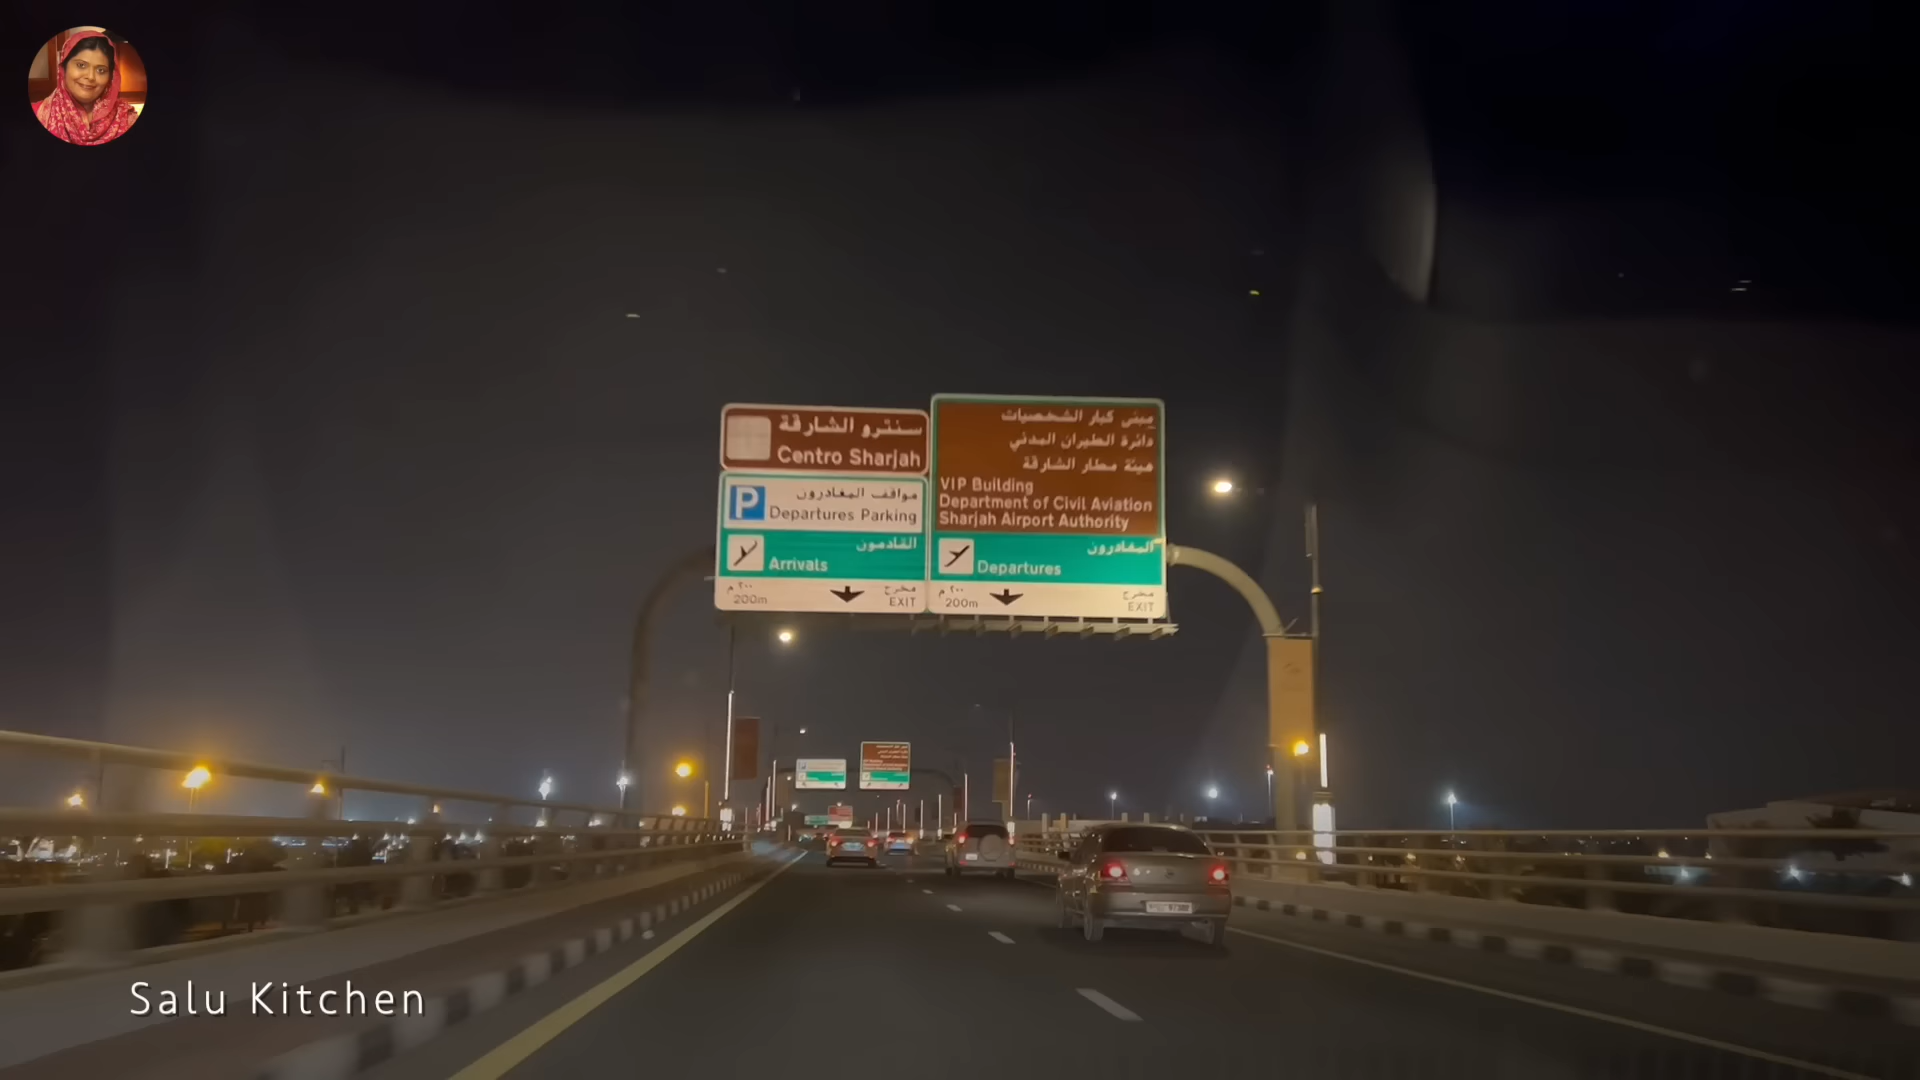 سنترو الشارقة
Centro Sharjah
P
مواقف المغادرون
Departures Parking
القادمون
Arrivals
٢٠٠ م
200m
مخرج
EXIT
مبنى كبار الشخصيات
دائرة الطيران المدني
هيئة مطار الشارقة
VIP Building
Department of Civil Aviation
Sharjah Airport Authority
المغادرون
Departures
٢٠٠ م
200m
مخرج
EXIT
Salu Kitchen